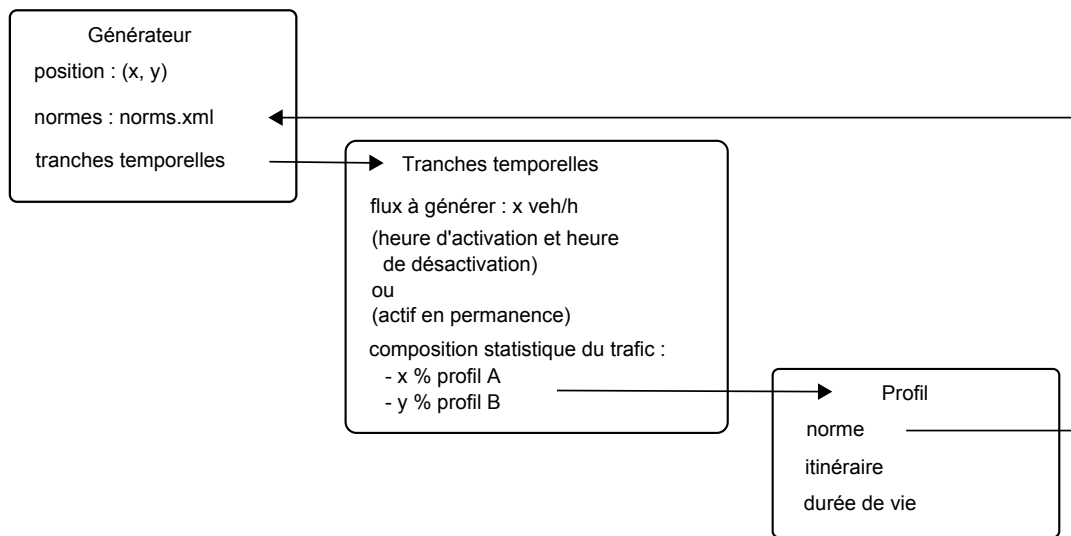 Générateur
position : (x, y)
normes : norms.xml
tranches temporelles
Tranches temporelles
flux à générer : x veh/h
(heure d'activation et heure
de désactivation)
ou
(actif en permanence)
composition statistique du trafic :
- x % profil A
- y % profil B
Profil
norme
itinéraire
durée de vie